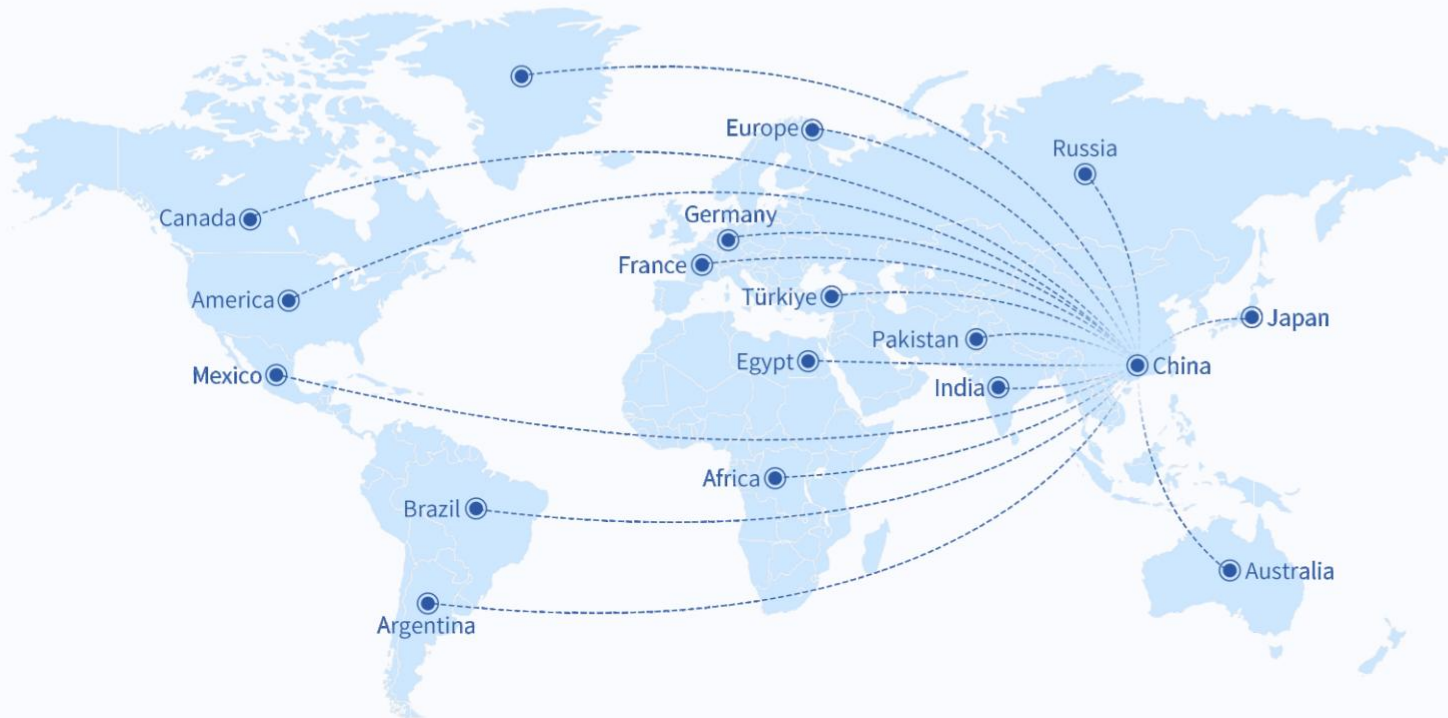 Europe
Russia
Canada
Germany
France
America
Türkiye
Japan
Pakistan
Egypt
China
Mexico
India
Africa
Brazil
Australia
Argentina